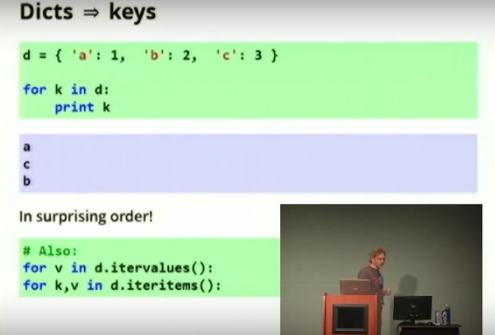 Dicts ⇒ keys
d = { 'a': 1,  'b': 2,  'c': 3 }
for k in d:
    print k
a
c
b
In surprising order!
# Also:
for v in d.itervalues():
for k,v in d.iteritems():